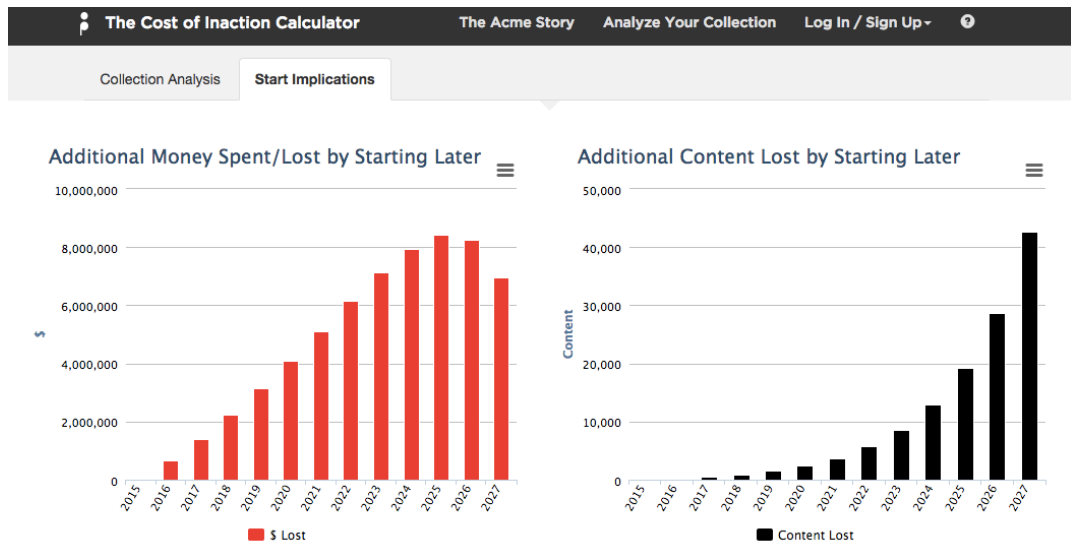 The Cost of Inaction Calculator The Acme Story Analyze Your Collection Log In / Sign Up ?
Collection Analysis Start Implications
Additional Money Spent/Lost by Starting Later
10,000,000
8,000,000
6,000,000
4,000,000
2,000,000
0
$
2015 2016 2017 2018 2019 2020 2021 2022 2023 2024 2025 2026 2027
$ Lost
Additional Content Lost by Starting Later
50,000
40,000
30,000
20,000
10,000
0
Content
2015 2016 2017 2018 2019 2020 2021 2022 2023 2024 2025 2026 2027
Content Lost